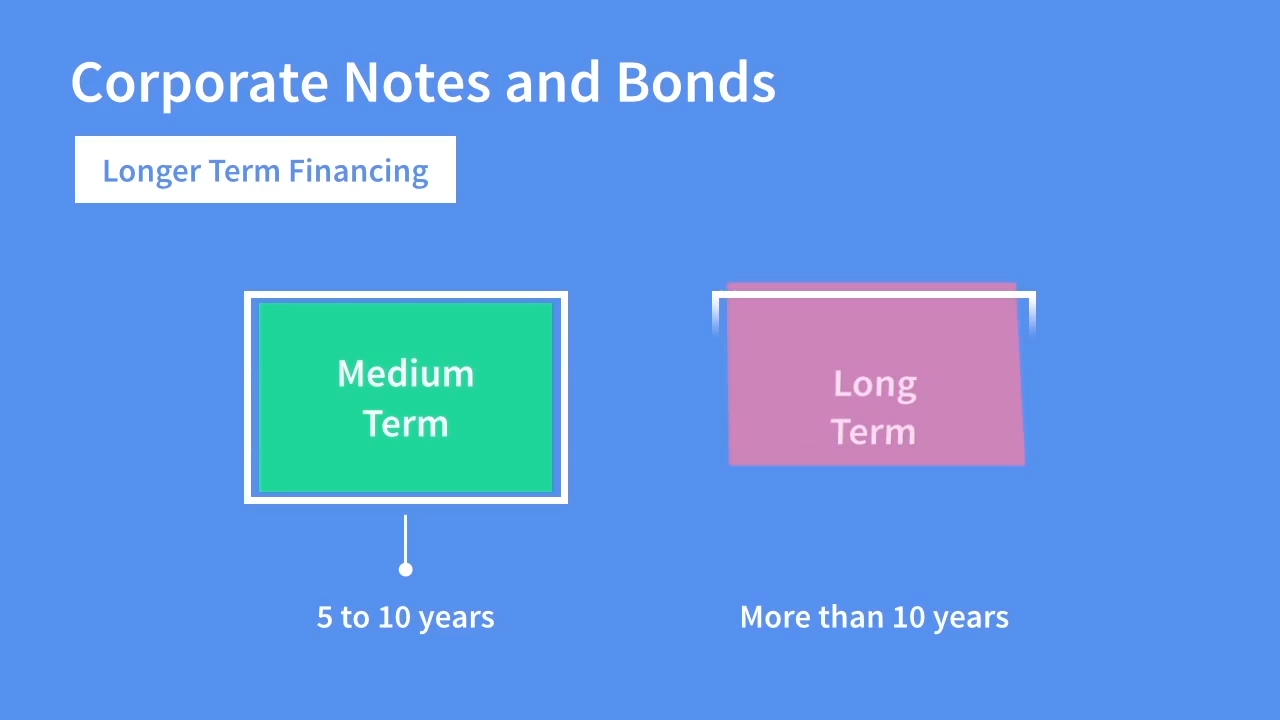 Corporate Notes and Bonds
Longer Term Financing
Medium
Term
Long
Term
5 to 10 years
More than 10 years